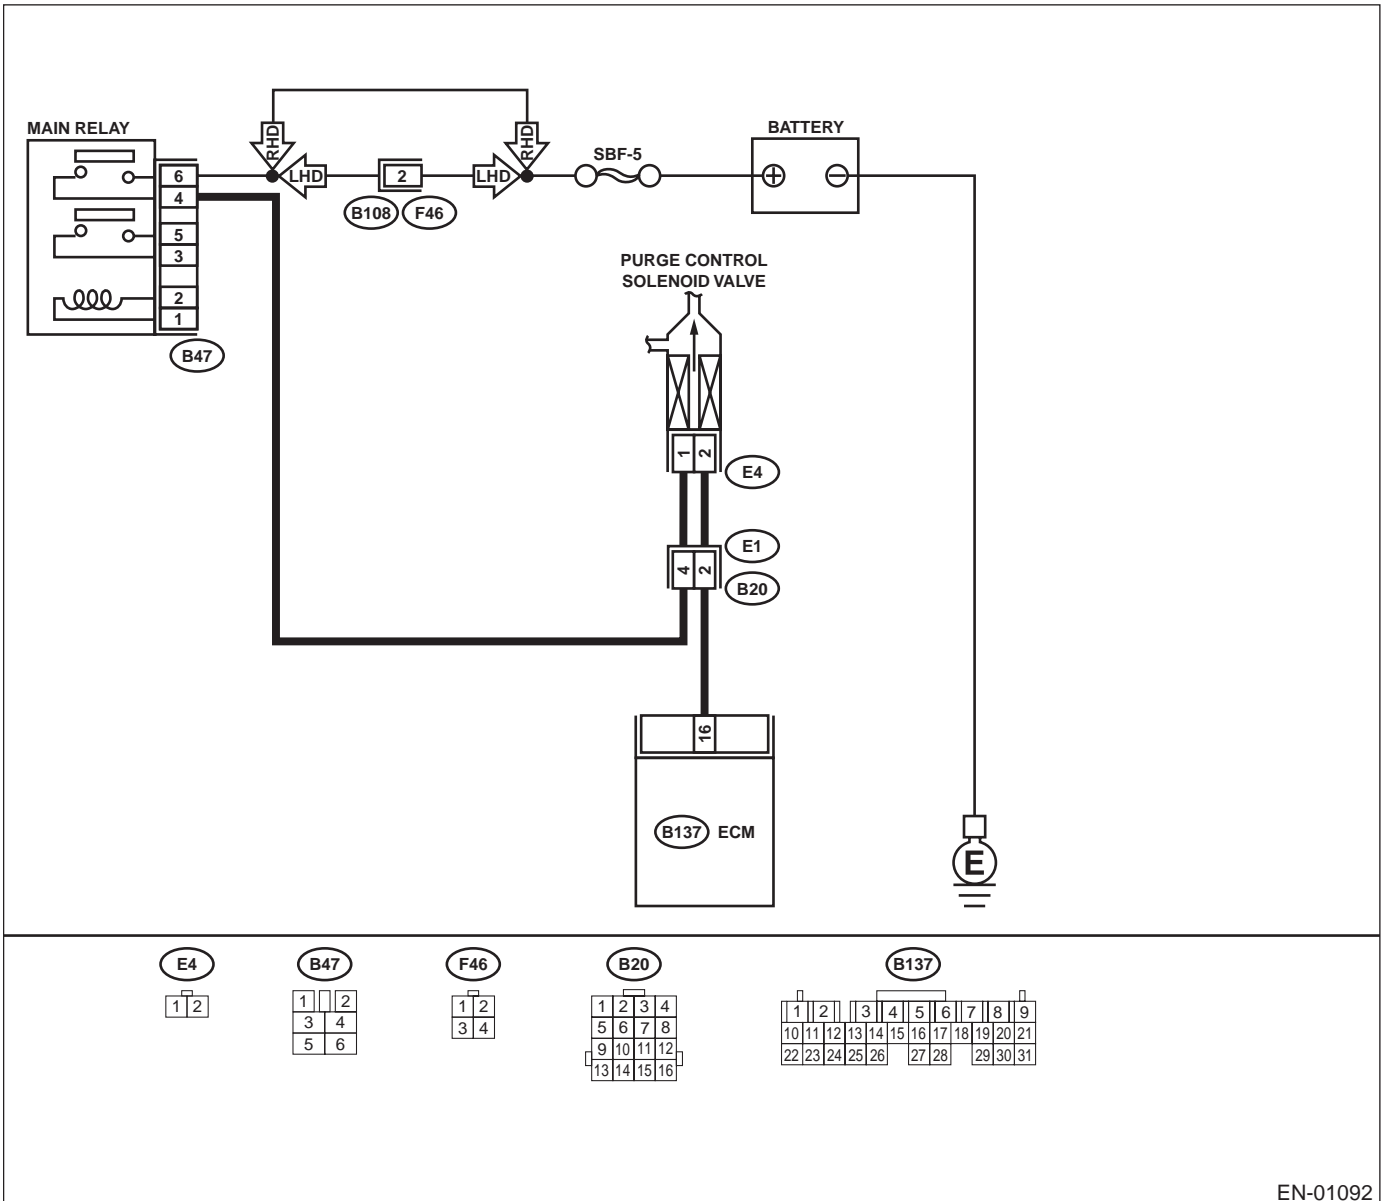 MAIN RELAY
6
4
5
3
2
1
B47
RHD
LHD
2
B108
F46
LHD
RHD
SBF-5
BATTERY
PURGE CONTROL
SOLENOID VALVE
1 2
E4
E1
4 2
B20
16
B137 ECM
E
E4
1 2
B47
1 2
3 4
5 6
F46
1 2
3 4
B20
1 2 3 4
5 6 7 8
9 10 11 12
13 14 15 16
B137
1 2 3 4 5 6 7 8 9
10 11 12 13 14 15 16 17 18 19 20 21
22 23 24 25 26 27 28 29 30 31
EN-01092